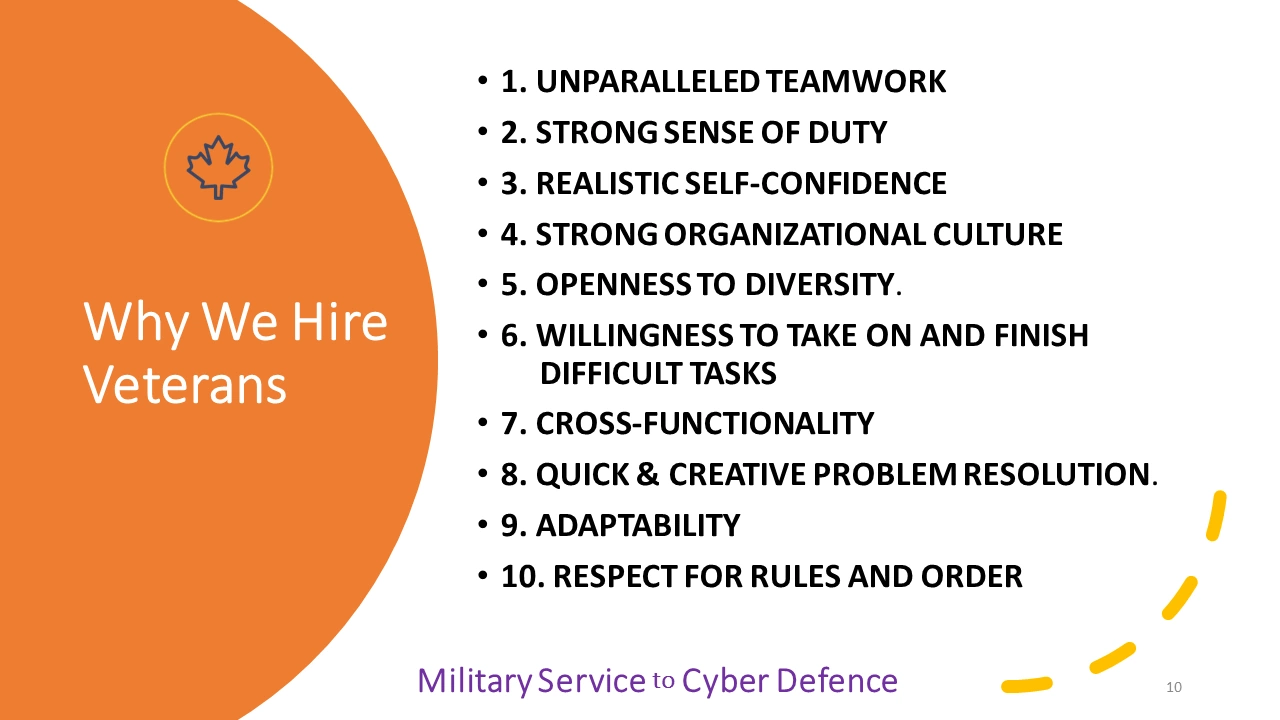 Why We Hire
Veterans
• 1. UNPARALLELED TEAMWORK
• 2. STRONG SENSE OF DUTY
• 3. REALISTIC SELF-CONFIDENCE
• 4. STRONG ORGANIZATIONAL CULTURE
• 5. OPENNESS TO DIVERSITY.
• 6. WILLINGNESS TO TAKE ON AND FINISH
DIFFICULT TASKS
• 7. CROSS-FUNCTIONALITY
• 8. QUICK & CREATIVE PROBLEM RESOLUTION.
• 9. ADAPTABILITY
• 10. RESPECT FOR RULES AND ORDER
Military Service to Cyber Defence
10